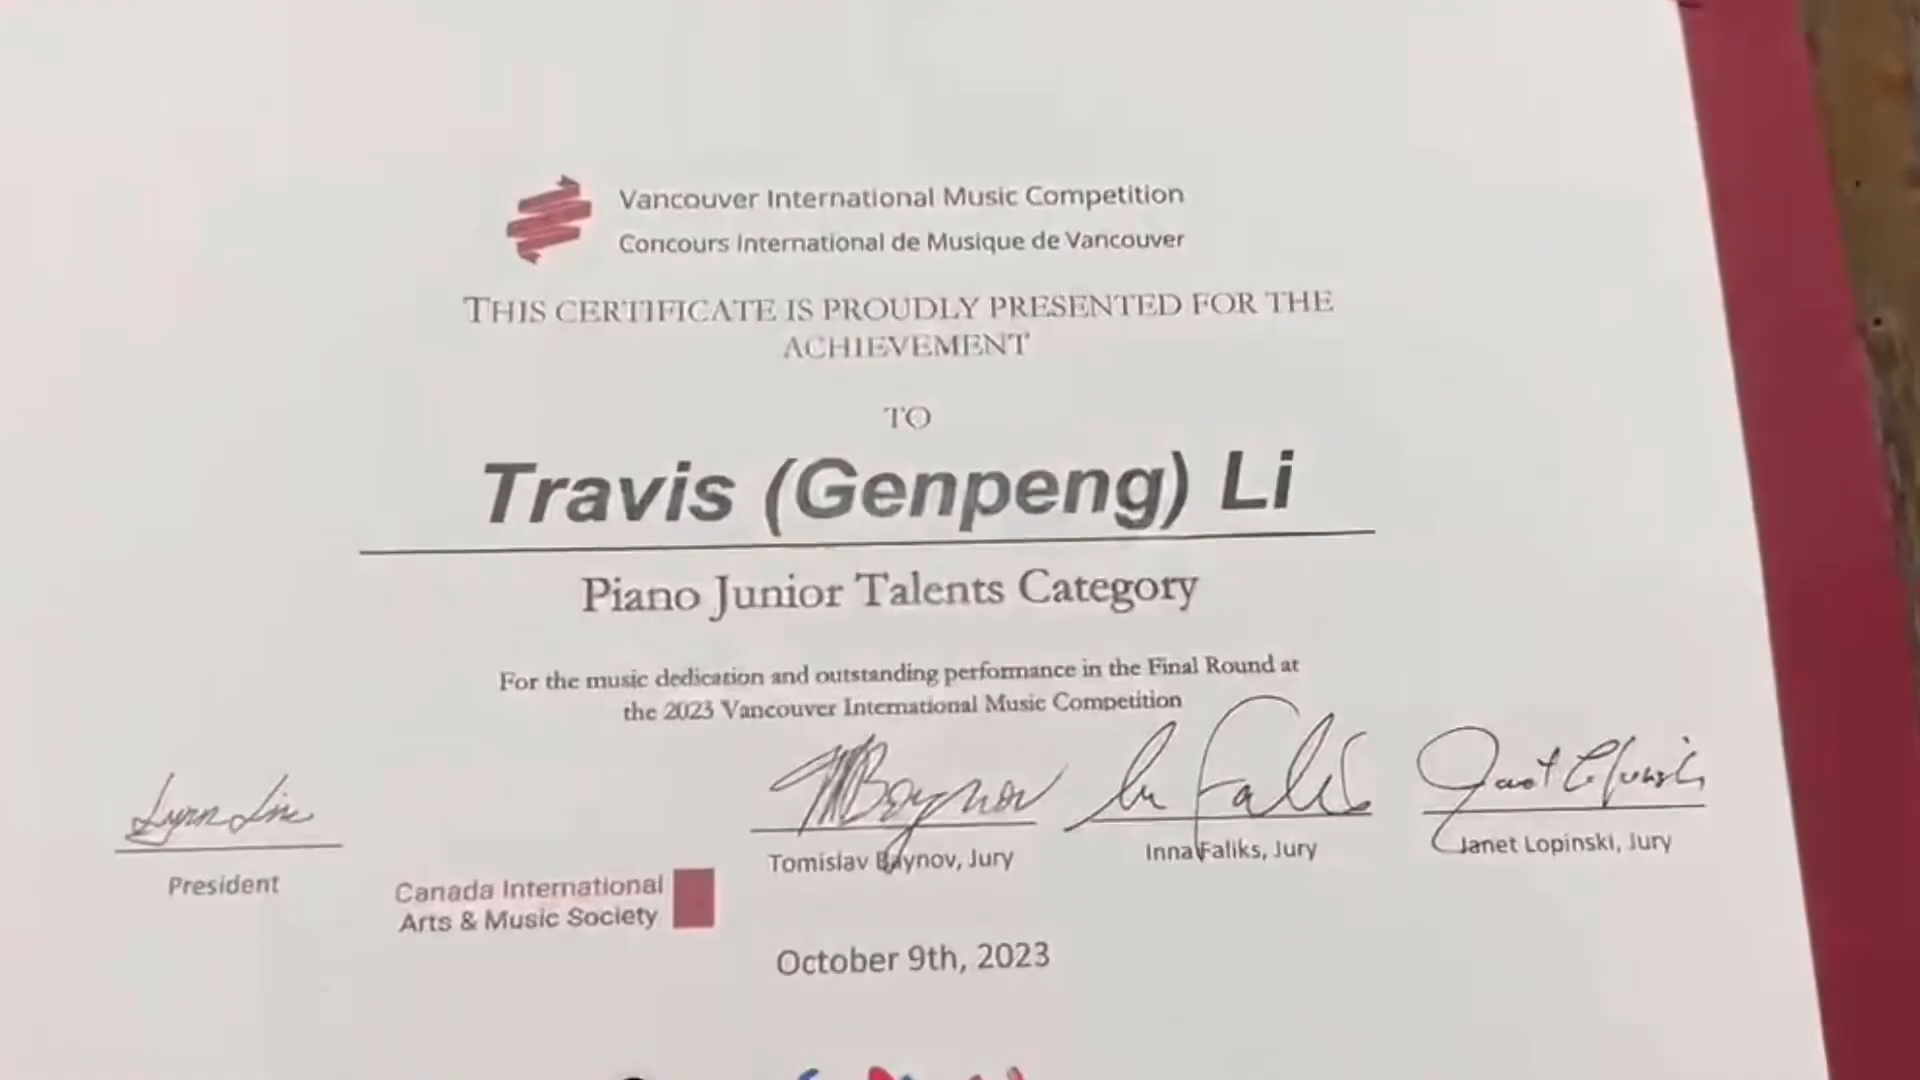 Vancouver International Music Competition
Concours International de Musique de Vancouver
THIS CERTIFICATE IS PROUDLY PRESENTED FOR THE
ACHIEVEMENT
TO
Travis (Genpeng) Li
Piano Junior Talents Category
For the music dedication and outstanding performance in the Final Round at
the 2023 Vancouver International Music Competition
Lynn Lin
President
Canada International
Arts & Music Society
Tomislav Baynov, Jury
Inna Faliks, Jury
Janet Lopinski, Jury
October 9th, 2023